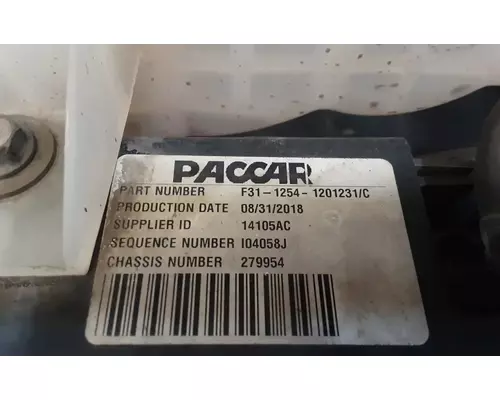 PACCAR
PART NUMBER F31-1254-1201231/C
PRODUCTION DATE 08/31/2018
SUPPLIER ID 14105AC
SEQUENCE NUMBER I04058J
CHASSIS NUMBER 279954